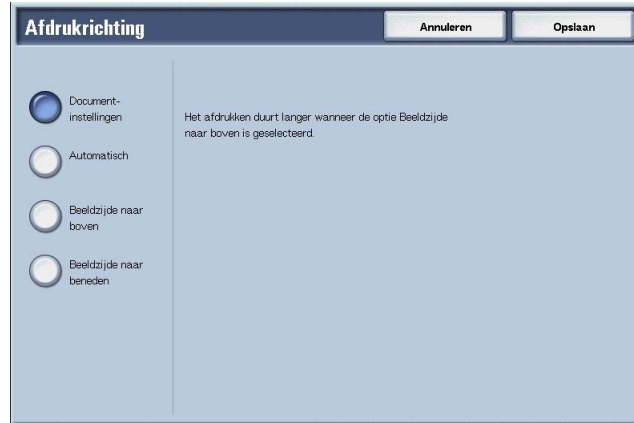 Afdrukrichting
Annuleren
Opslaan
Document-
instellingen
Automatisch
Beeldzijde naar
boven
Beeldzijde naar
beneden
Het afdrukken duurt langer wanneer de optie Beeldzijde
naar boven is geselecteerd.